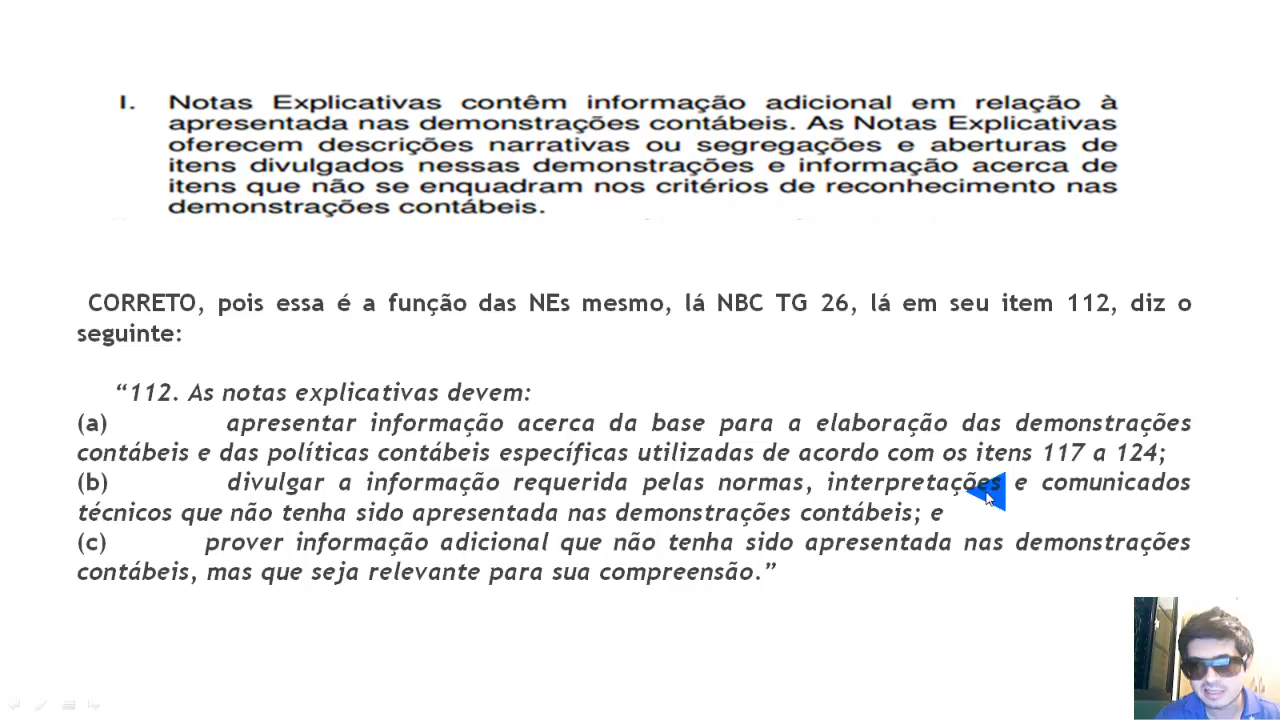 I. Notas Explicativas contêm informação adicional em relação à
apresentada nas demonstrações contábeis. As Notas Explicativas
oferecem descrições narrativas ou segregações e aberturas de
itens divulgados nessas demonstrações e informação acerca de
itens que não se enquadram nos critérios de reconhecimento nas
demonstrações contábeis.
CORRETO, pois essa é a função das NEs mesmo, lá NBC TG 26, lá em seu item 112, diz o
seguinte:
“112. As notas explicativas devem:
(a) apresentar informação acerca da base para a elaboração das demonstrações
contábeis e das políticas contábeis específicas utilizadas de acordo com os itens 117 a 124;
(b) divulgar a informação requerida pelas normas, interpretações e comunicados
técnicos que não tenha sido apresentada nas demonstrações contábeis; e
(c) prover informação adicional que não tenha sido apresentada nas demonstrações
contábeis, mas que seja relevante para sua compreensão.”